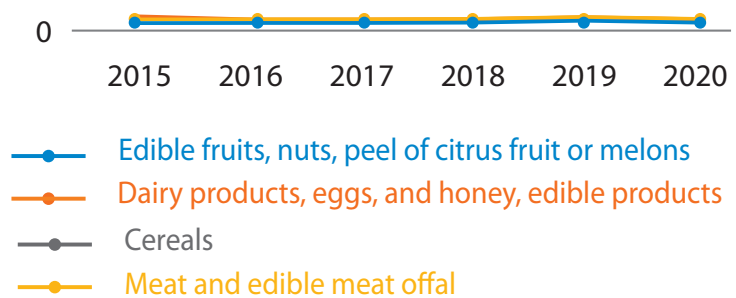 0
2015 2016 2017 2018 2019 2020
Edible fruits, nuts, peel of citrus fruit or melons
Dairy products, eggs, and honey, edible products
Cereals
Meat and edible meat offal